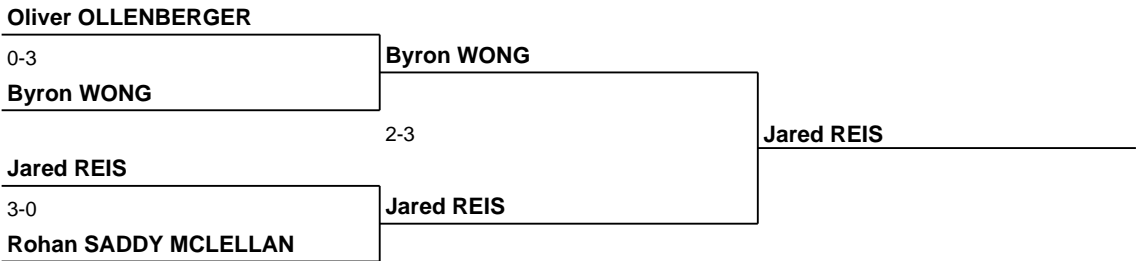 Oliver OLLENBERGER
0-3
Byron WONG
Byron WONG
2-3
Jared REIS
Jared REIS
3-0
Jared REIS
Rohan SADDY MCLELLAN